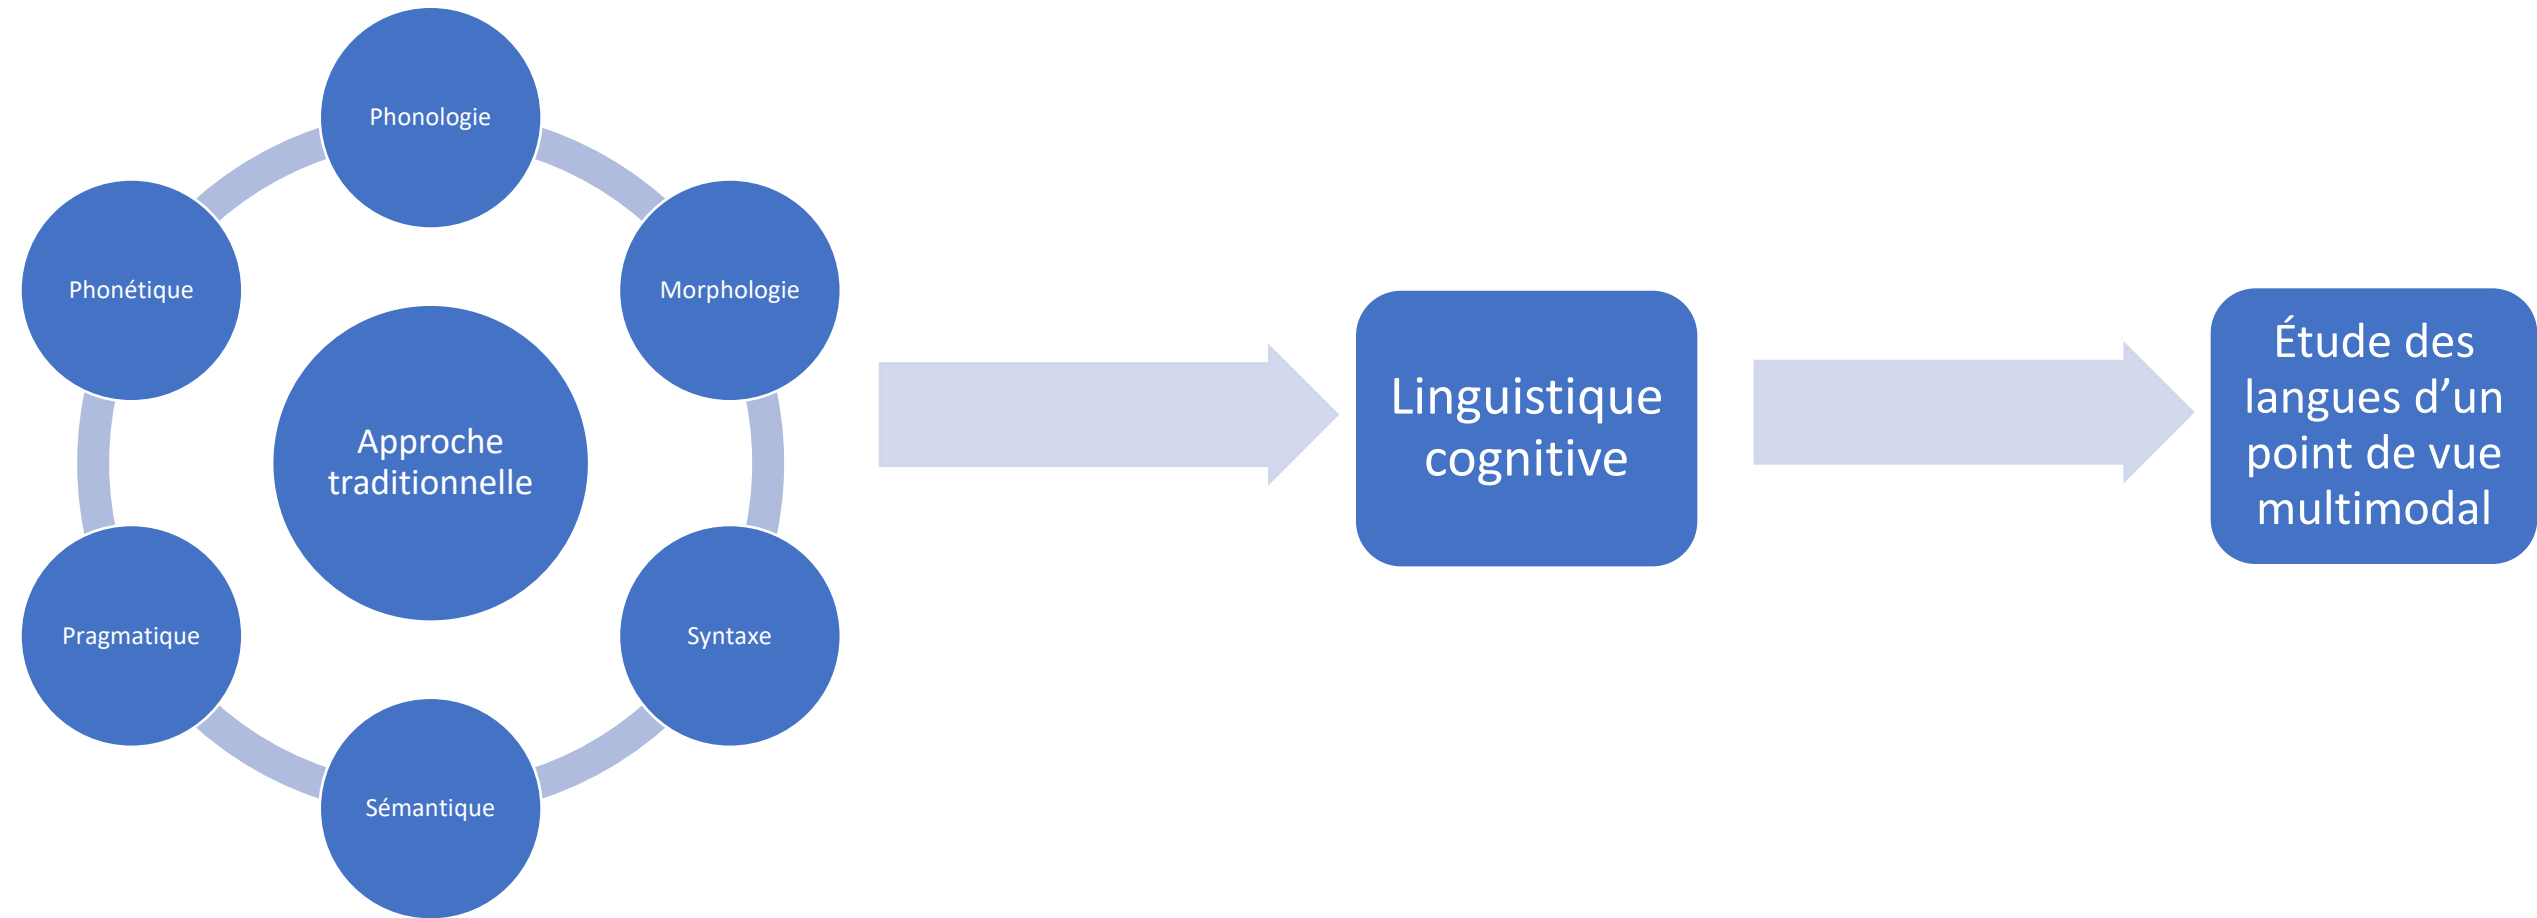 Phonologie
Morphologie
Syntaxe
Sémantique
Pragmatique
Phonétique
Approche
traditionnelle
Linguistique
cognitive
Étude des
langues d’un
point de vue
multimodal